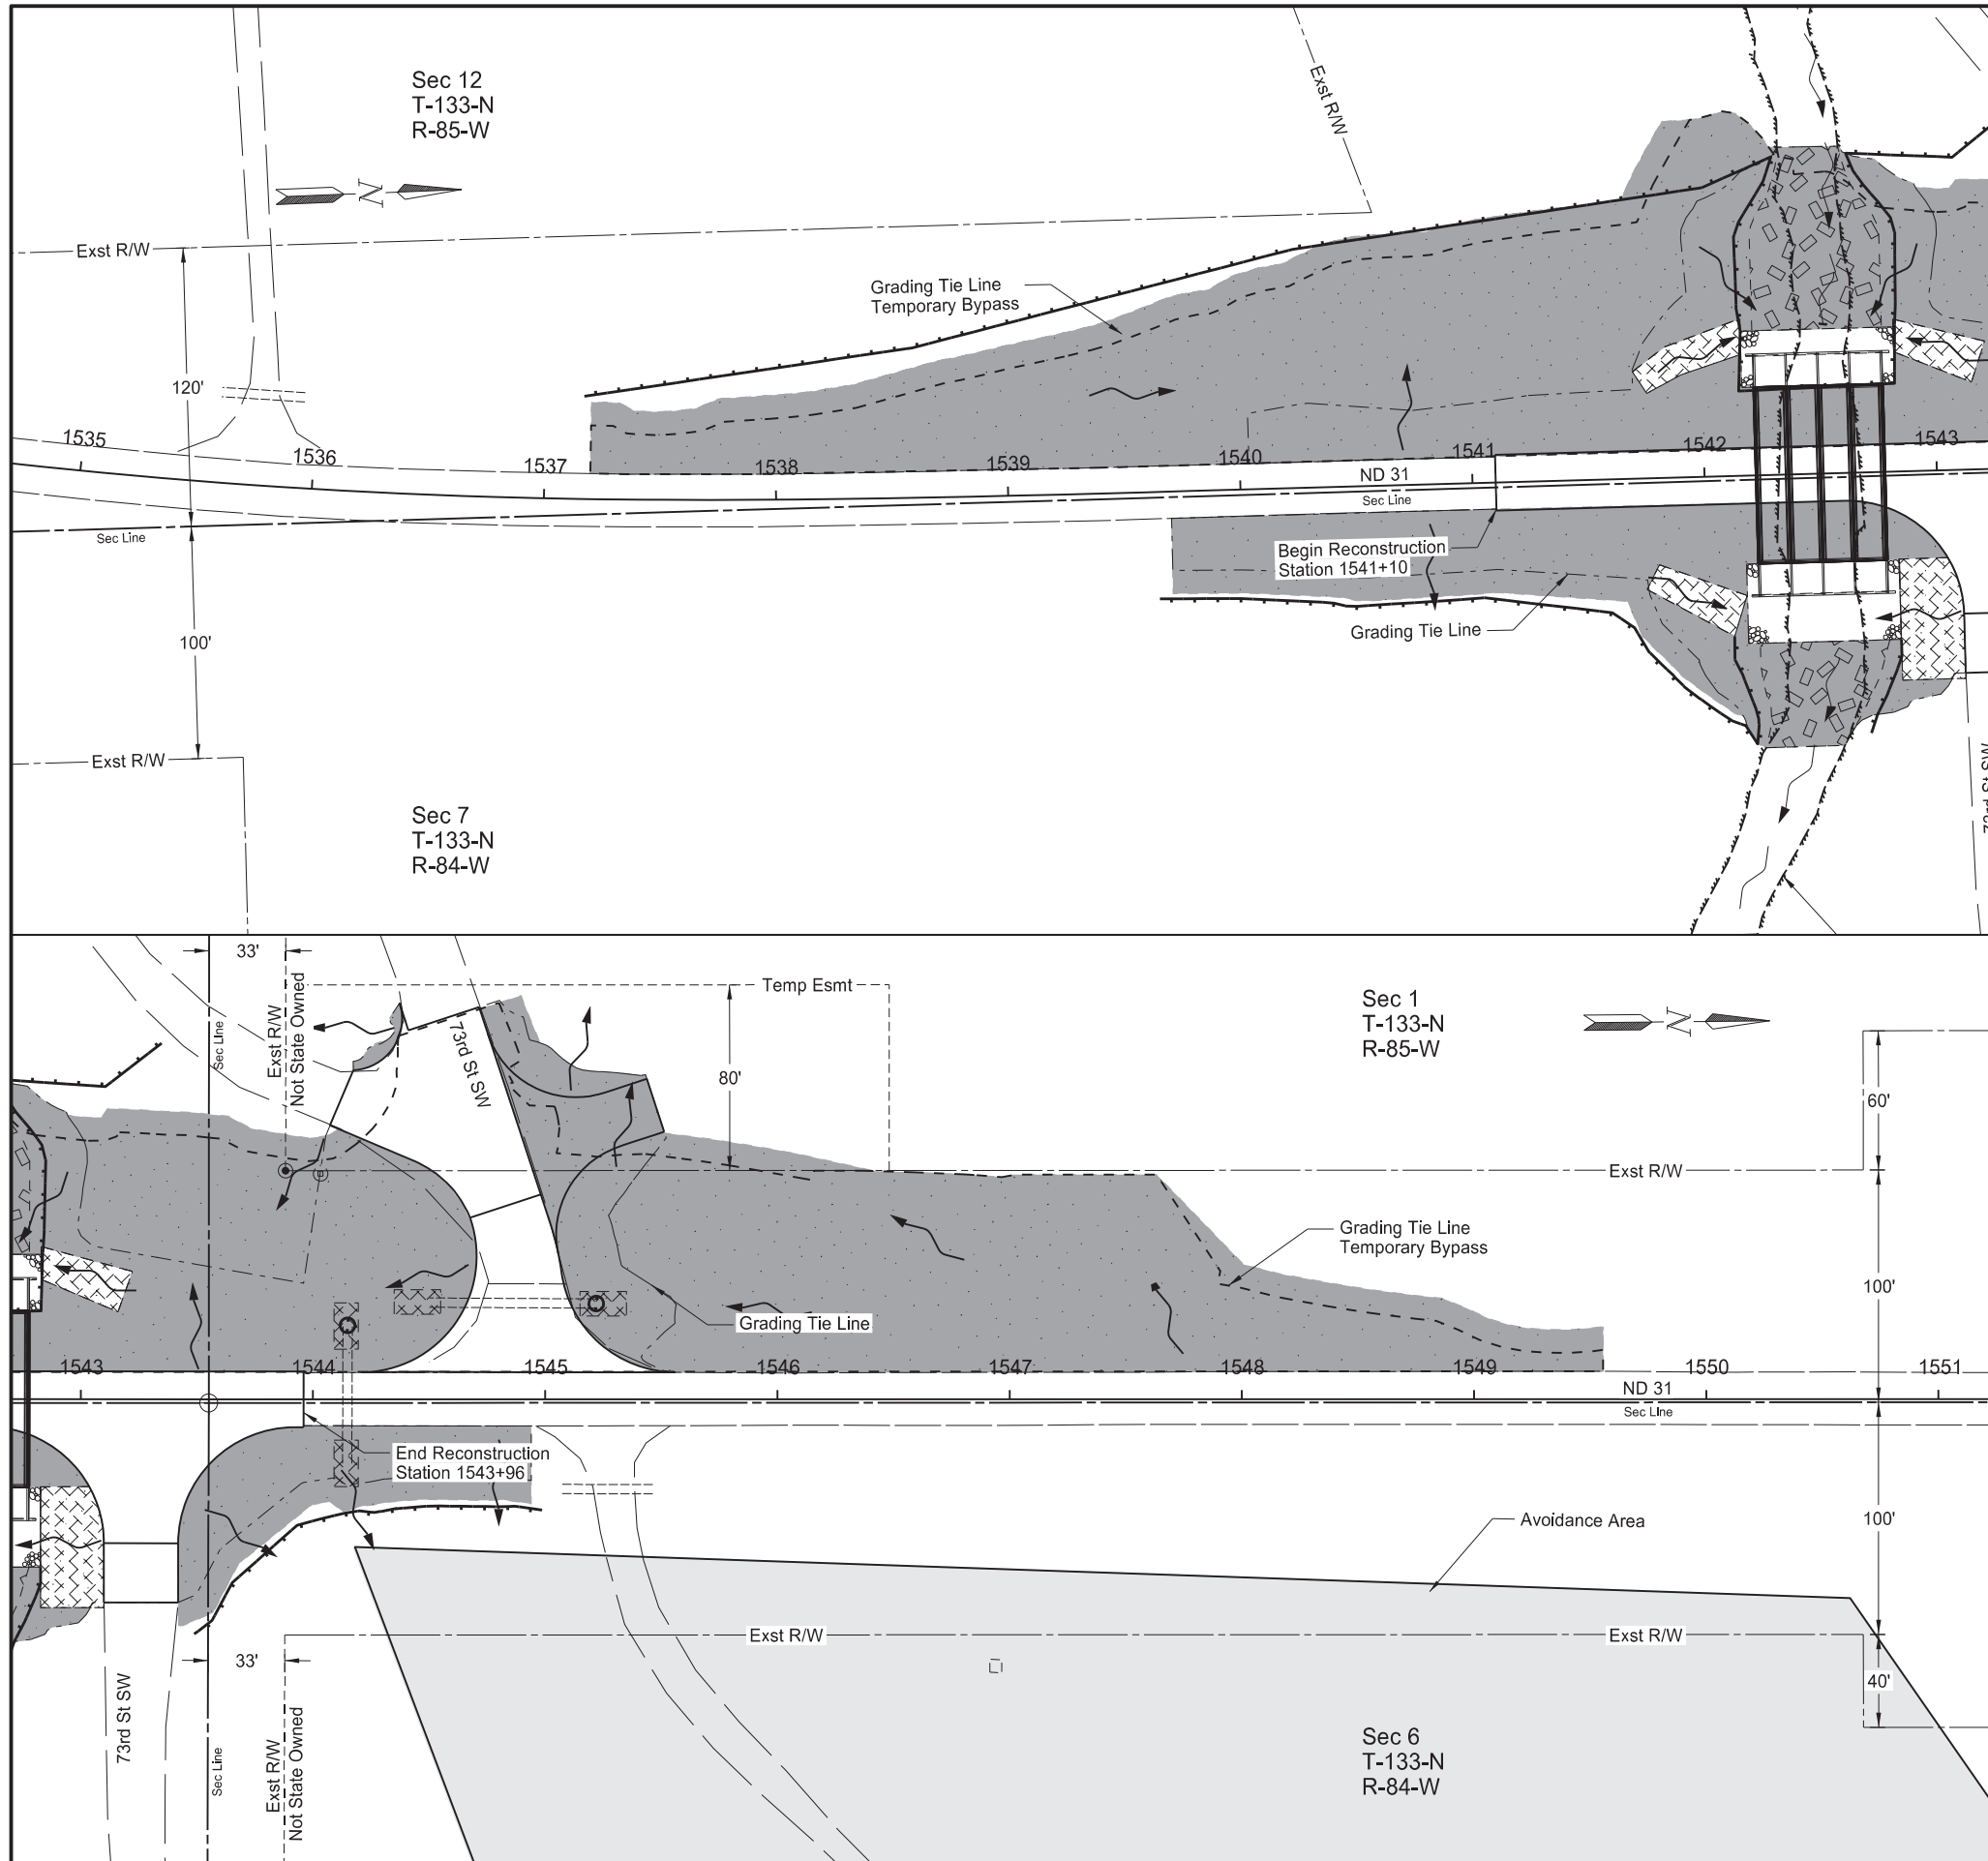 Sec 12
T-133-N
R-85-W
Exst R/W
N
Exst R/W
Grading Tie Line
Temporary Bypass
120'
1535
1536
1537
1538
1539
1540
1541
1542
1543
ND 31
Sec Line
Sec Line
Begin Reconstruction
Station 1541+10
Grading Tie Line
100'
Exst R/W
Sec 7
T-133-N
R-84-W
33'
Exst R/W
Not State Owned
Sec Line
Temp Esmt
73rd St SW
80'
Sec 1
T-133-N
R-85-W
N
60'
Exst R/W
Grading Tie Line
Temporary Bypass
100'
Grading Tie Line
1543
1544
1545
1546
1547
1548
1549
1550
1551
ND 31
Sec Line
End Reconstruction
Station 1543+96
Avoidance Area
100'
Exst R/W
Exst R/W
33'
40'
73rd St SW
Sec Line
Exst R/W
Not State Owned
Sec 6
T-133-N
R-84-W